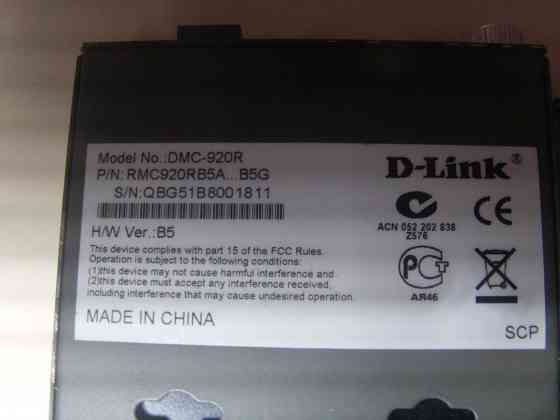 Model No.:DMC-920R
P/N: RMC920RB5A...B5G
S/N:QBG51B8001811
H/W Ver.:B5
This device complies with part 15 of the FCC Rules.
Operation is subject to the following conditions:
(1)this device may not cause harmful interference and
(2)this device must accept any interference received,
including interference that may cause undesired operation.
MADE IN CHINA
D-Link®
CE
ACN 052 202 838
Z576
PCT
AR46
SCP